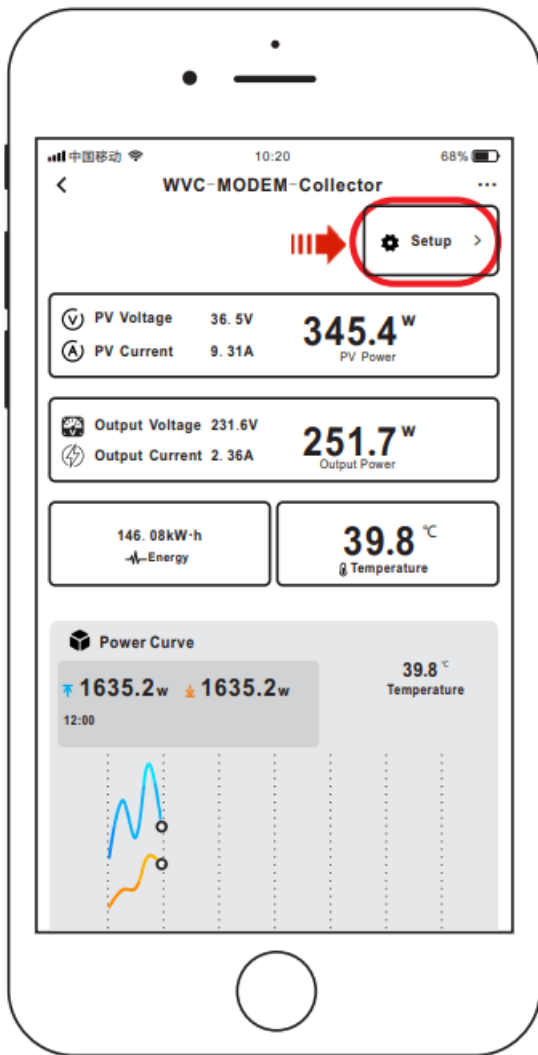 中国移动 10:20 68%
WVC-MODEM-Collector ...
Setup >
PV Voltage 36.5V
PV Current 9.31A
345.4 W
PV Power
Output Voltage 231.6V
Output Current 2.36A
251.7 W
Output Power
146.08kW·h
Energy
39.8 ℃
Temperature
Power Curve
1635.2w 1635.2w
12:00
39.8 ℃
Temperature